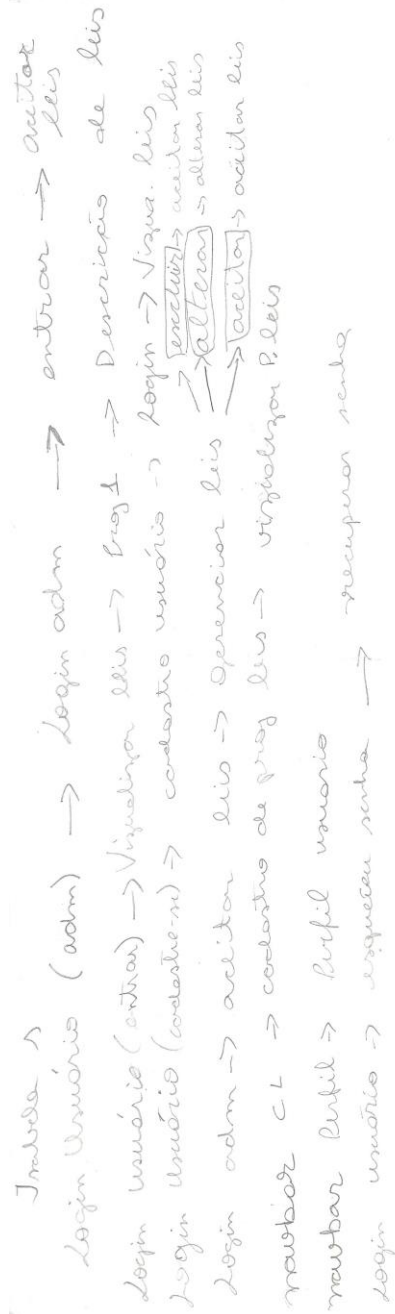 Isabela s
Login Usuário (adm) → Login adm → entrar → aceitar leis
Login usuário (entrar) → Visualizar leis → Proj 1 → Descrição de leis
Login usuário (cadastre-se) → cadastro usuário → Login → Visua. leis
Login adm → aceitar leis → Gerenciar leis → excluir → aceitar leis
→ alterar → alterar leis
→ aceitar → aceitar leis
navbar CL → cadastro de proj leis → visualizar P. leis
navbar Perfil → Perfil usuário
Login usuário → esqueceu senha → recuperar senha